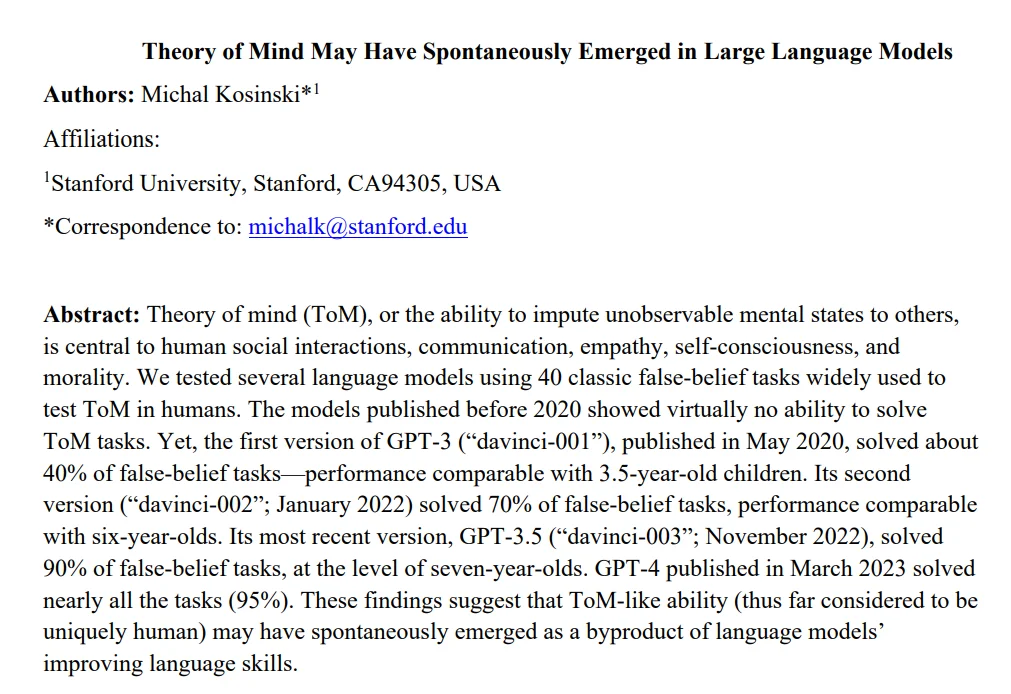 Theory of Mind May Have Spontaneously Emerged in Large Language Models
Authors: Michal Kosinski*1
Affiliations:
1Stanford University, Stanford, CA94305, USA
*Correspondence to: michalk@stanford.edu
Abstract: Theory of mind (ToM), or the ability to impute unobservable mental states to others,
is central to human social interactions, communication, empathy, self-consciousness, and
morality. We tested several language models using 40 classic false-belief tasks widely used to
test ToM in humans. The models published before 2020 showed virtually no ability to solve
ToM tasks. Yet, the first version of GPT-3 (“davinci-001”), published in May 2020, solved about
40% of false-belief tasks—performance comparable with 3.5-year-old children. Its second
version (“davinci-002”; January 2022) solved 70% of false-belief tasks, performance comparable
with six-year-olds. Its most recent version, GPT-3.5 (“davinci-003”; November 2022), solved
90% of false-belief tasks, at the level of seven-year-olds. GPT-4 published in March 2023 solved
nearly all the tasks (95%). These findings suggest that ToM-like ability (thus far considered to be
uniquely human) may have spontaneously emerged as a byproduct of language models’
improving language skills.